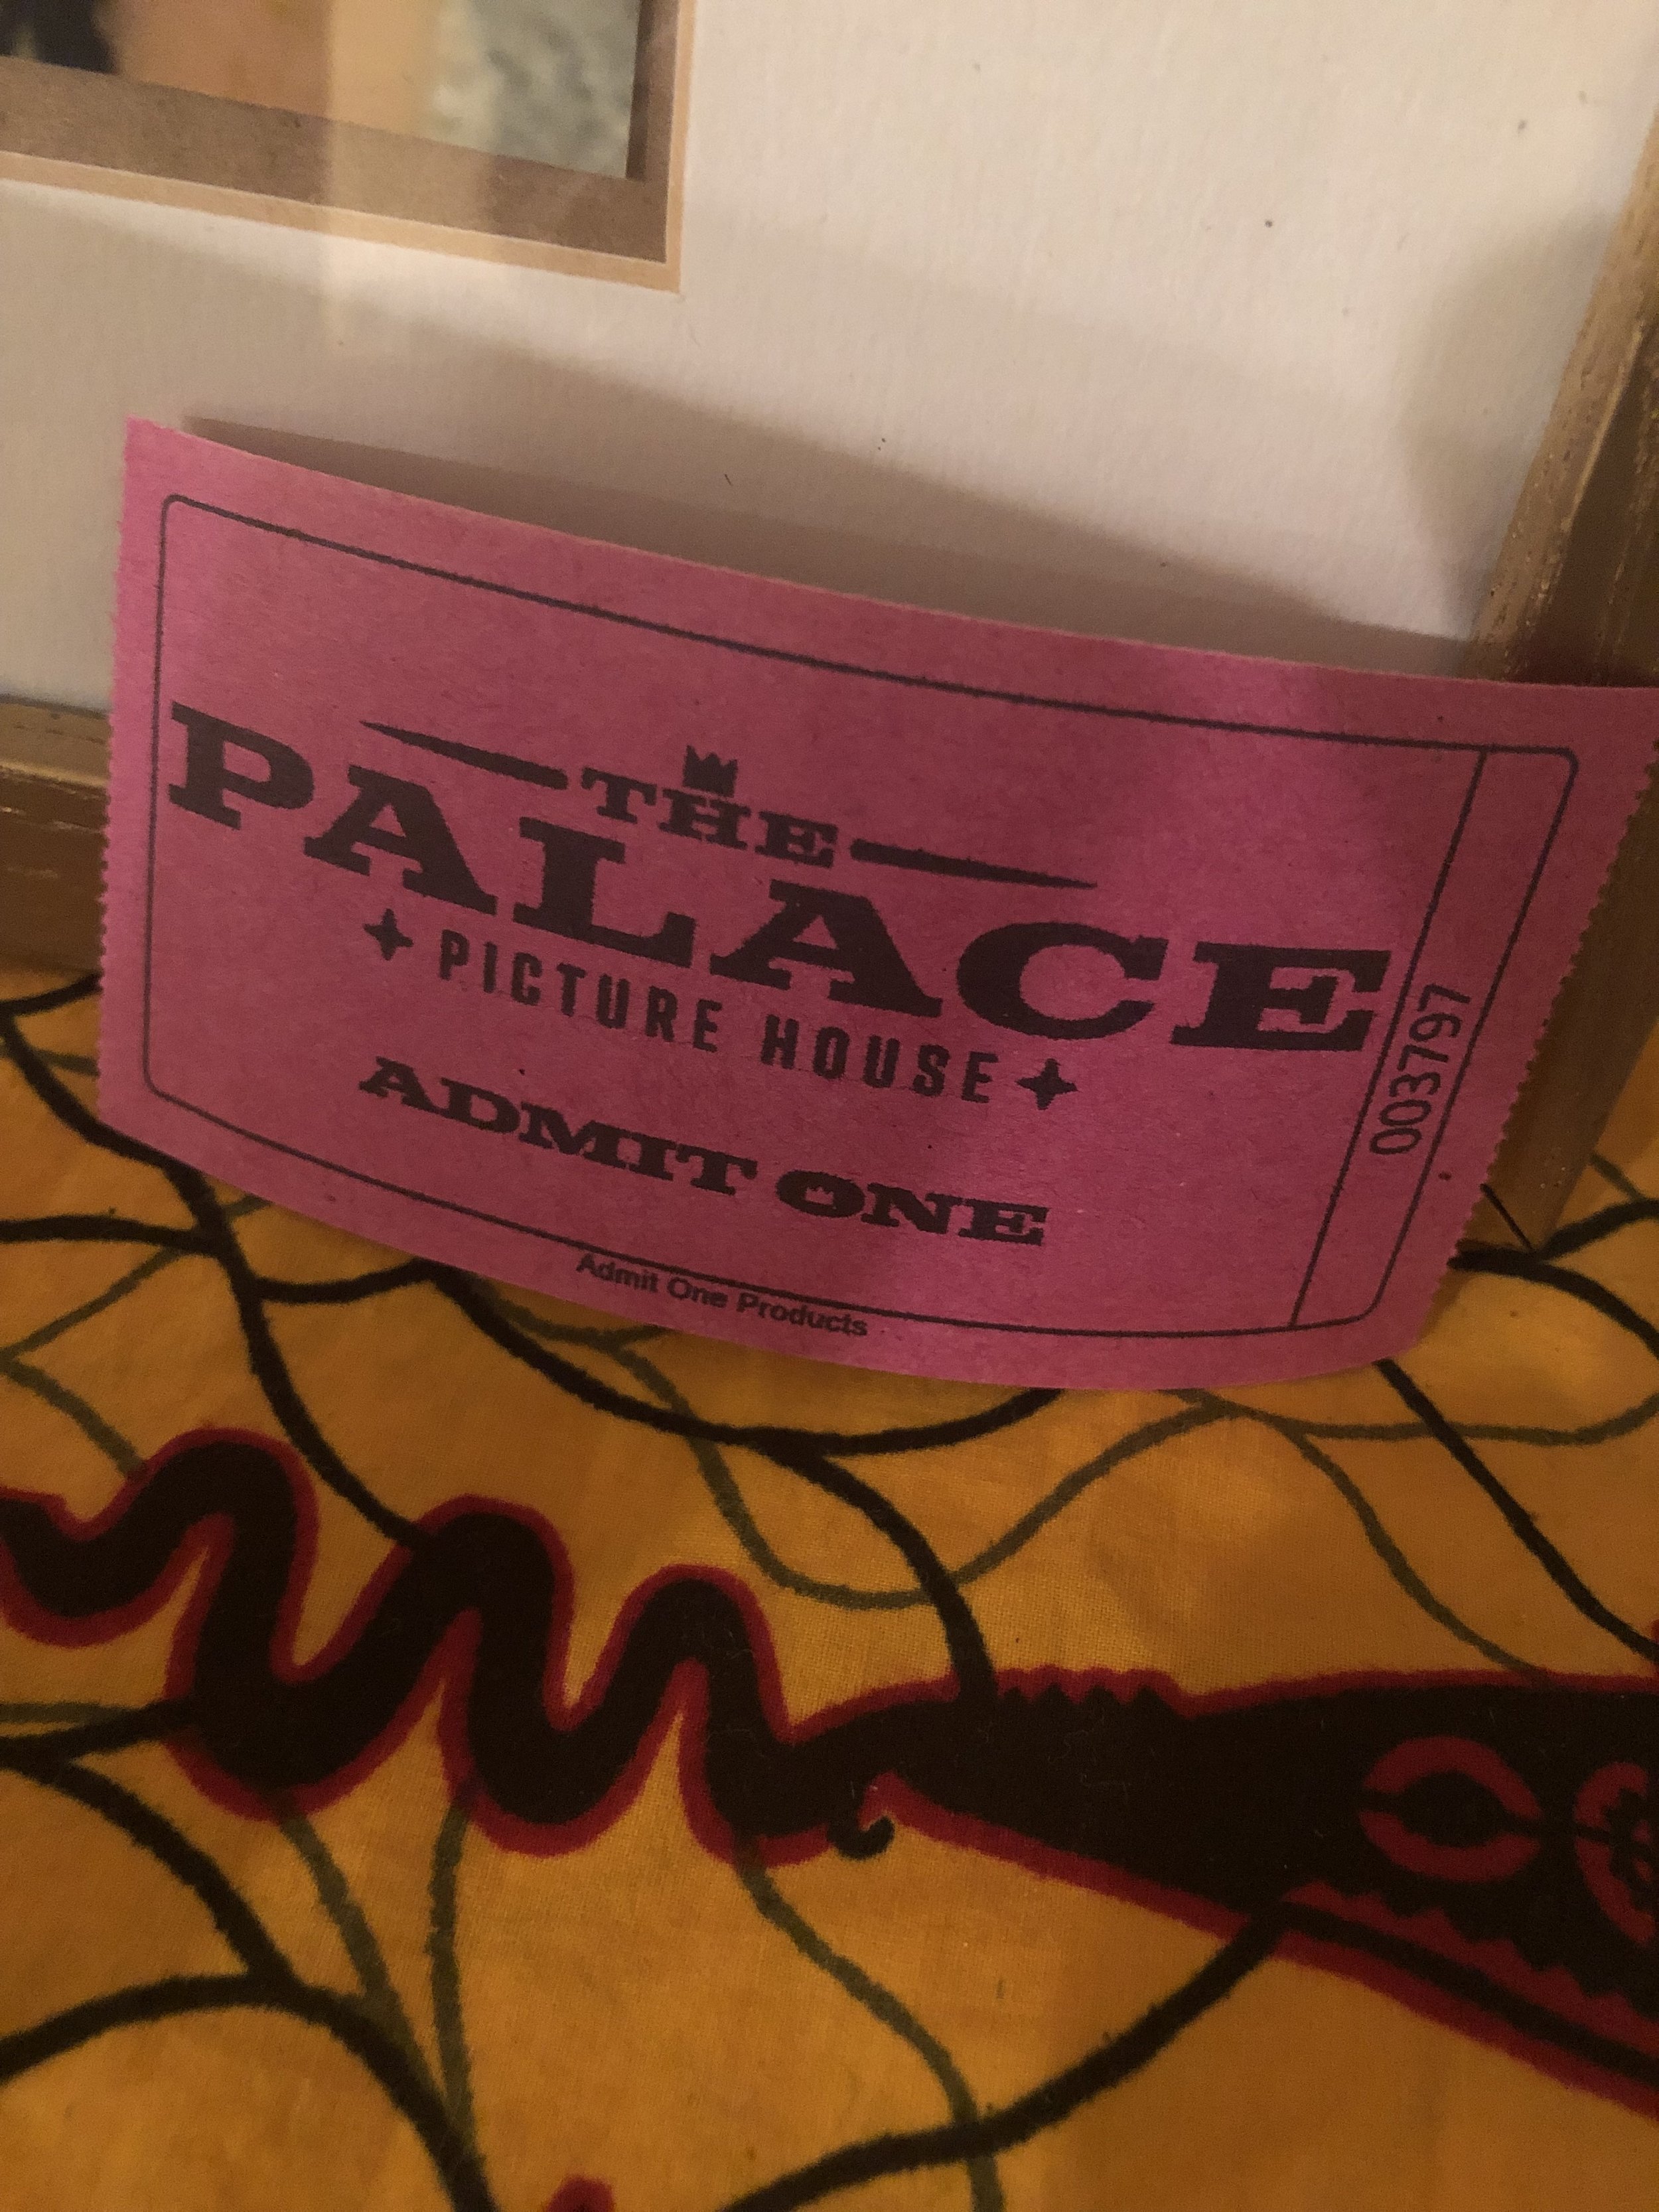 THE
PALACE
PICTURE HOUSE
ADMIT ONE
Admit One Products
003797